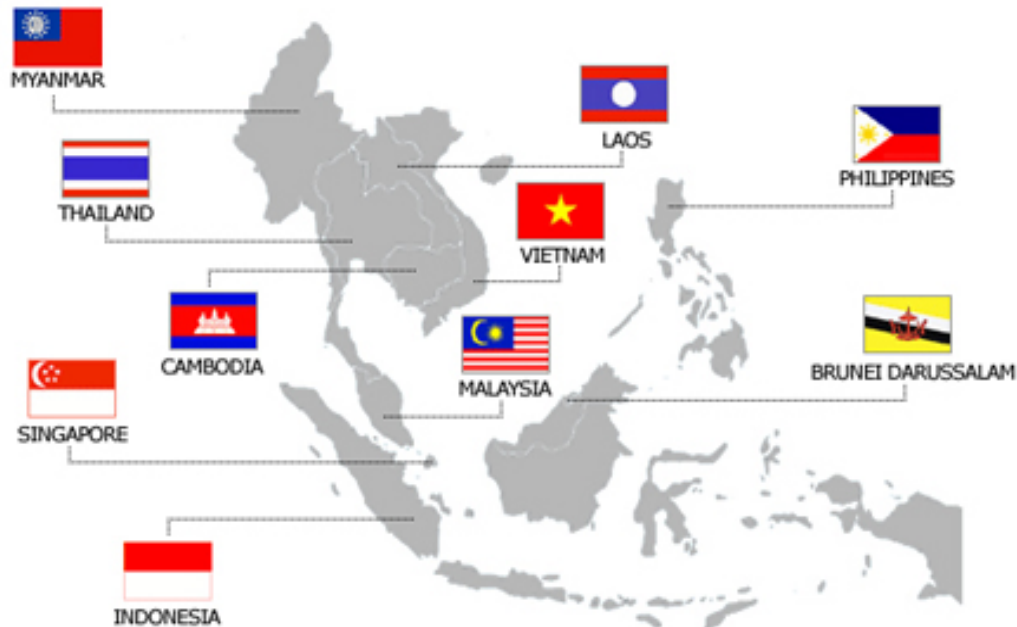 MYANMAR
LAOS
PHILIPPINES
THAILAND
VIETNAM
CAMBODIA
MALAYSIA
BRUNEI DARUSSALAM
SINGAPORE
INDONESIA